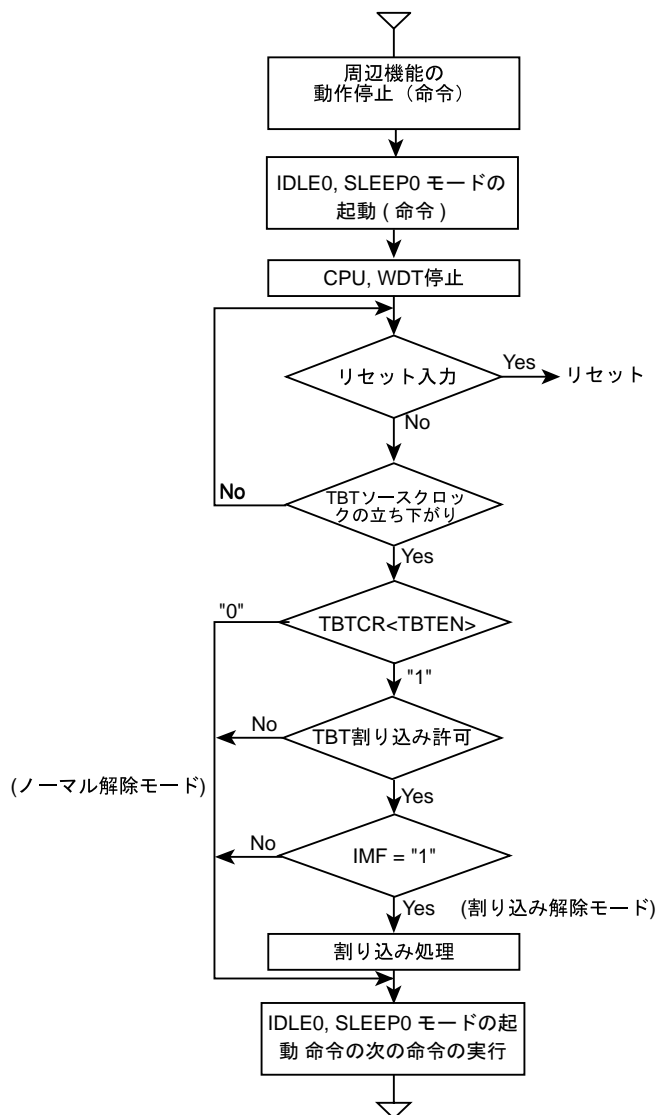 周辺機能の
動作停止（命令）
IDLE0, SLEEP0 モードの
起動 ( 命令 )
CPU, WDT停止
リセット入力
Yes
リセット
No
TBTソースクロッ
クの立ち下がり
No
Yes
"0"
TBTCR<TBTEN>
"1"
No
TBT割り込み許可
(ノーマル解除モード)
Yes
No
IMF = "1"
Yes
(割り込み解除モード)
割り込み処理
IDLE0, SLEEP0 モードの起
動 命令の次の命令の実行